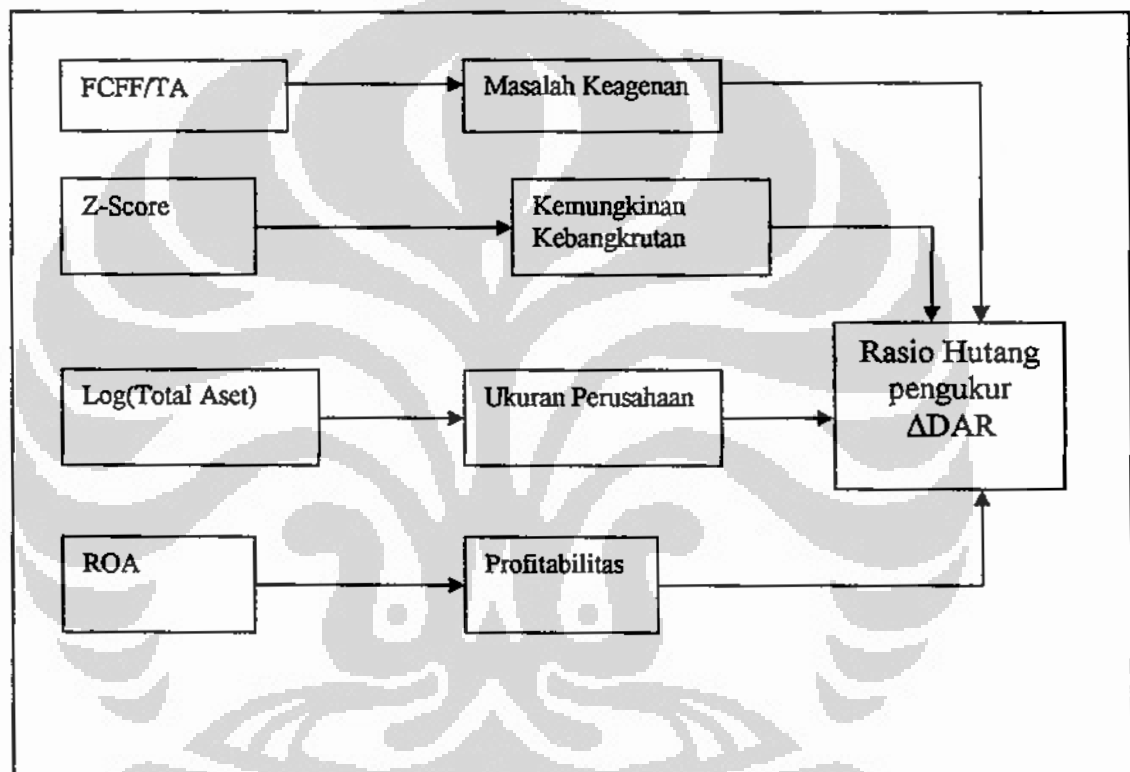 FCFF/TA
Masalah Keagenan
Z-Score
Kemungkinan
Kebangkrutan
Rasio Hutang
pengukur
ΔDAR
Log(Total Aset)
Ukuran Perusahaan
ROA
Profitabilitas